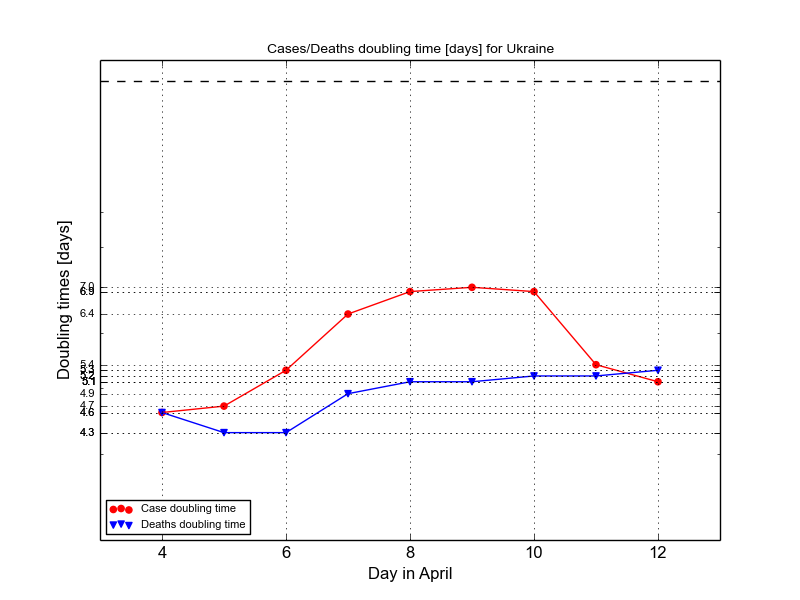 Cases/Deaths doubling time [days] for Ukraine
Doubling times [days]
7.0
6.9
6.4
5.4
5.3
5.2
5.1
4.9
4.7
4.6
4.3
Case doubling time
Deaths doubling time
4 6 8 10 12
Day in April